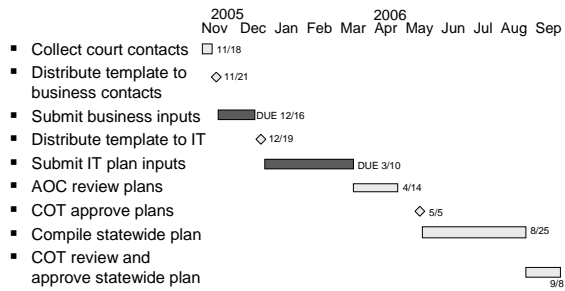 2005 2006
Nov Dec Jan Feb Mar Apr May Jun Jul Aug Sep
▪ Collect court contacts 11/18
▪ Distribute template to
business contacts 11/21
▪ Submit business inputs DUE 12/16
▪ Distribute template to IT 12/19
▪ Submit IT plan inputs DUE 3/10
▪ AOC review plans 4/14
▪ COT approve plans 5/5
▪ Compile statewide plan 8/25
▪ COT review and
approve statewide plan 9/8